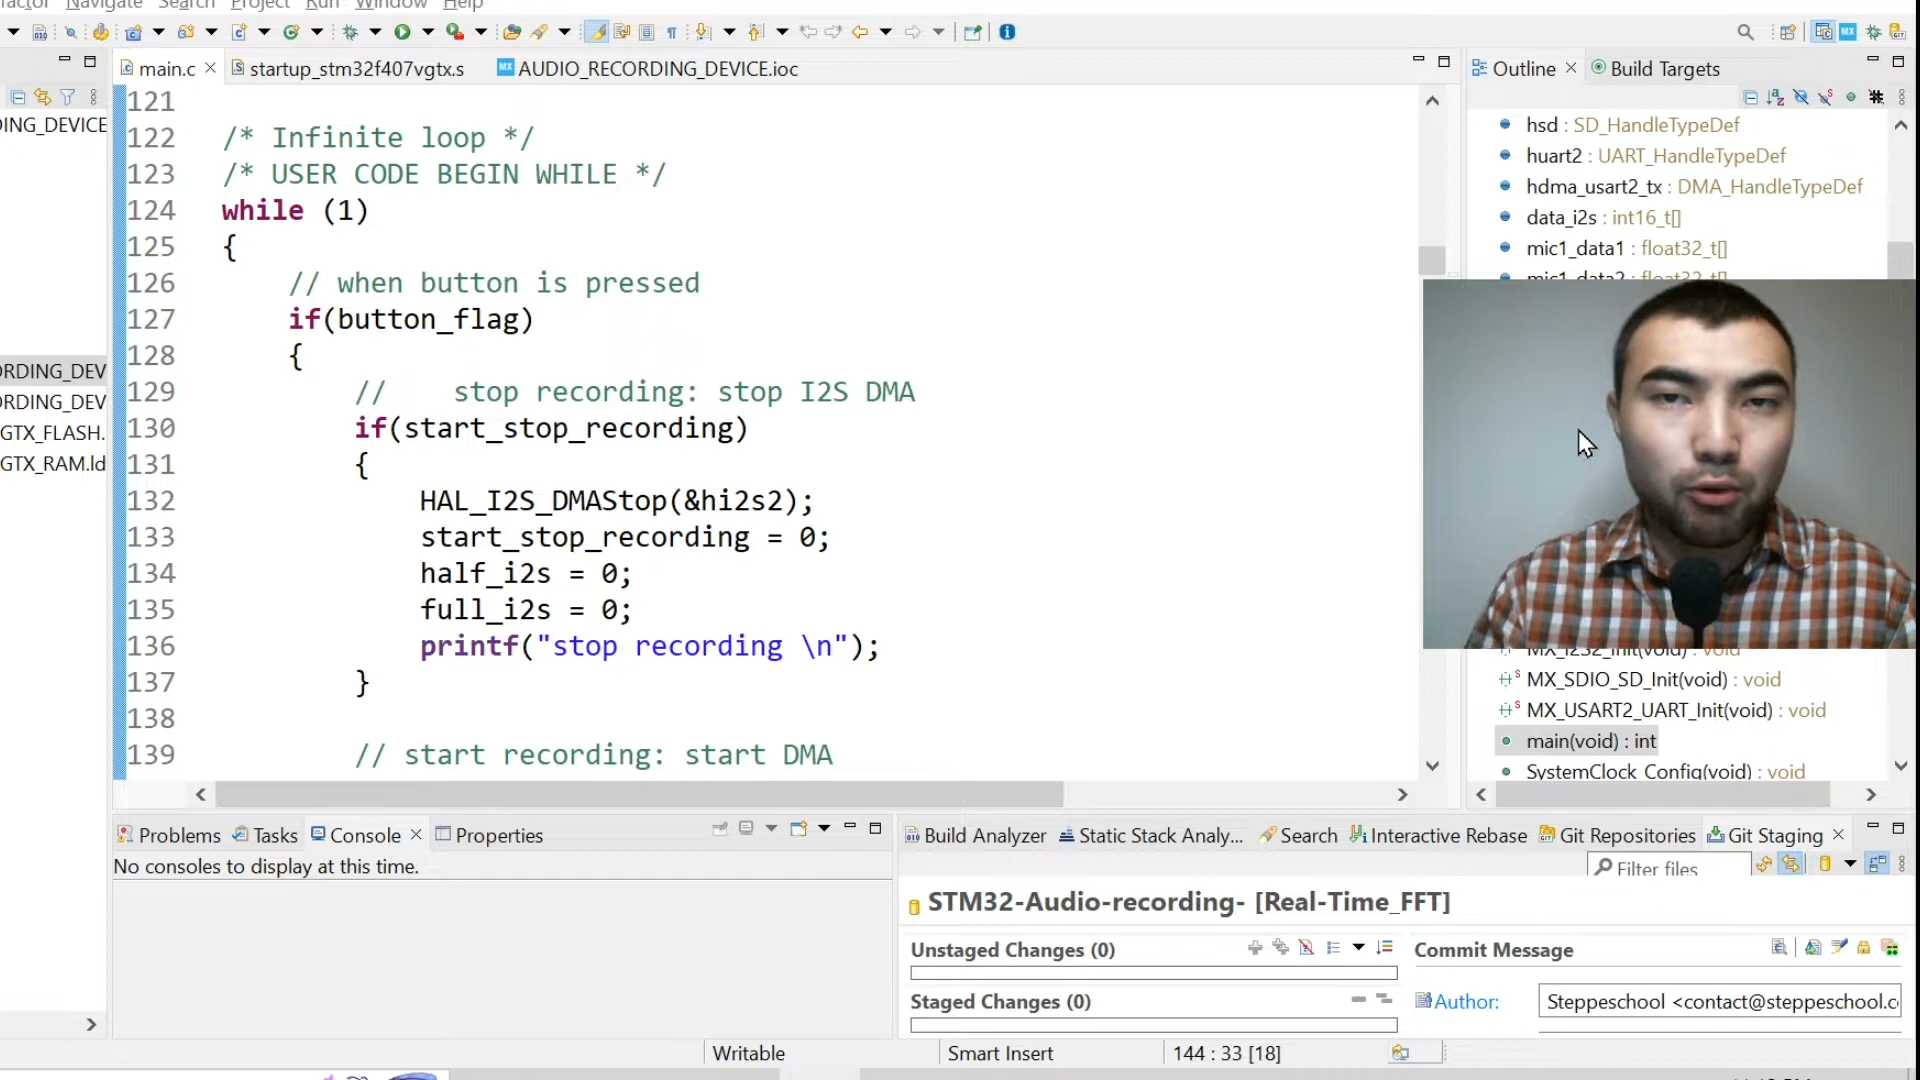 Navigate Search Project Run Window Help
main.c
startup_stm32f407vgtx.s
AUDIO_RECORDING_DEVICE.ioc
Outline
Build Targets
ING_DEVICE
ORDING_DEV
ORDING_DEV
GTX_FLASH.
GTX_RAM.ld
121
122 /* Infinite loop */
123 /* USER CODE BEGIN WHILE */
124 while (1)
125 {
126 // when button is pressed
127 if(button_flag)
128 {
129 // stop recording: stop I2S DMA
130 if(start_stop_recording)
131 {
132 HAL_I2S_DMAStop(&hi2s2);
133 start_stop_recording = 0;
134 half_i2s = 0;
135 full_i2s = 0;
136 printf("stop recording \n");
137 }
138
139 // start recording: start DMA
hsd : SD_HandleTypeDef
huart2 : UART_HandleTypeDef
hdma_usart2_tx : DMA_HandleTypeDef
data_i2s : int16_t[]
mic1_data1 : float32_t[]
mic1_data2 : float32_t[]
MX_I2S2_Init(void) : void
MX_SDIO_SD_Init(void) : void
MX_USART2_UART_Init(void) : void
main(void) : int
SystemClock_Config(void) : void
Problems
Tasks
Console
Properties
No consoles to display at this time.
Build Analyzer
Static Stack Analy...
Search
Interactive Rebase
Git Repositories
Git Staging
Filter files
STM32-Audio-recording- [Real-Time_FFT]
Unstaged Changes (0)
Staged Changes (0)
Commit Message
Author:
Steppeschool <contact@steppeschool.c
Writable
Smart Insert
144 : 33 [18]